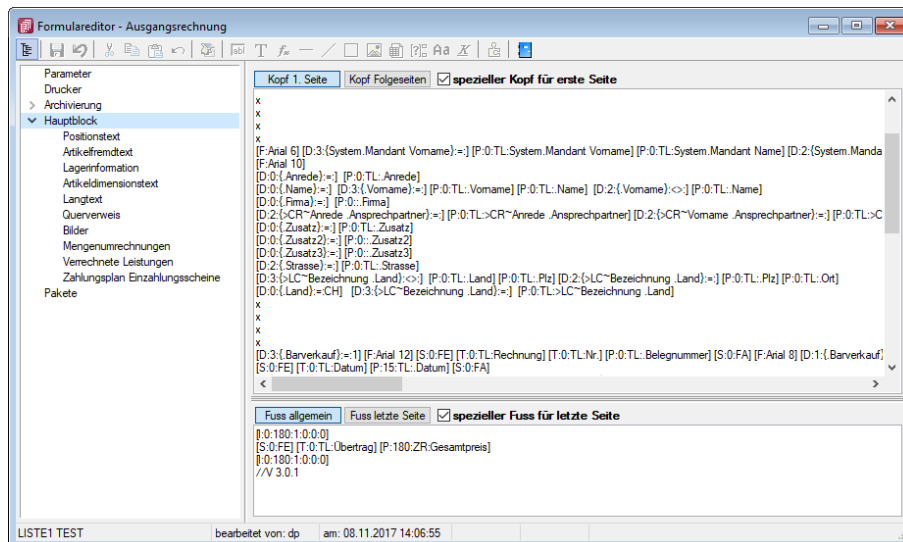 Formulareditor - Ausgangsrechnung
Parameter
Drucker
Archivierung
Hauptblock
Positionstext
Artikelfremdtext
Lagerinformation
Artikeldimensionstext
Langtext
Querverweis
Bilder
Mengenumrechnungen
Verrechnete Leistungen
Zahlungsplan Einzahlungsscheine
Pakete
Kopf 1. Seite Kopf Folgeseiten spezieller Kopf für erste Seite
x
x
x
x
[F:Arial 6] [D:3:{System.Mandant Vorname}:=:] [P:0:TL:System.Mandant Vorname] [P:0:TL:System.Mandant Name] [D:2:{System.Manda
[F:Arial 10]
[D:0:{.Anrede}:=:] [P:0:TL:.Anrede]
[D:0:{.Name}:=:] [D:3:{.Vorname}:=:] [P:0:TL:.Vorname] [P:0:TL:.Name] [D:2:{.Vorname}:<>:] [P:0:TL:.Name]
[D:0:{.Firma}:=:] [P:0::.Firma]
[D:2:{>CR~Anrede .Ansprechpartner}:=:] [P:0:TL:>CR~Anrede .Ansprechpartner] [D:2:{>CR~Vorname .Ansprechpartner}:=:] [P:0:TL:>C
[D:0:{.Zusatz}:=:] [P:0:TL:.Zusatz]
[D:0:{.Zusatz2}:=:] [P:0::.Zusatz2]
[D:0:{.Zusatz3}:=:] [P:0::.Zusatz3]
[D:2:{.Strasse}:=:] [P:0:TL:.Strasse]
[D:3:{>LC~Bezeichnung .Land}:<>:] [P:0:TL:.Land] [P:0:TL:.Plz] [D:2:{>LC~Bezeichnung .Land}:=:] [P:0:TL:.Plz] [P:0:TL:.Ort]
[D:0:{.Land}:=:CH] [D:3:{>LC~Bezeichnung .Land}:=:] [P:0:TL:>LC~Bezeichnung .Land]
x
x
x
x
[D:3:{.Barverkauf}:=:1] [F:Arial 12] [S:0:FE] [T:0:TL:Rechnung] [T:0:TL:Nr.] [P:0:TL:.Belegnummer] [S:0:FA] [F:Arial 8] [D:1:{.Barverkauf}
[S:0:FE] [T:0:TL:Datum] [P:15:TL:.Datum] [S:0:FA]
Fuss allgemein Fuss letzte Seite spezieller Fuss für letzte Seite
[I:0:180:1:0:0:0]
[S:0:FE] [T:0:TL:Übertrag] [P:180:ZR:Gesamtpreis]
[I:0:180:1:0:0:0]
//V 3.0.1
LISTE1 TEST bearbeitet von: dp am: 08.11.2017 14:06:55